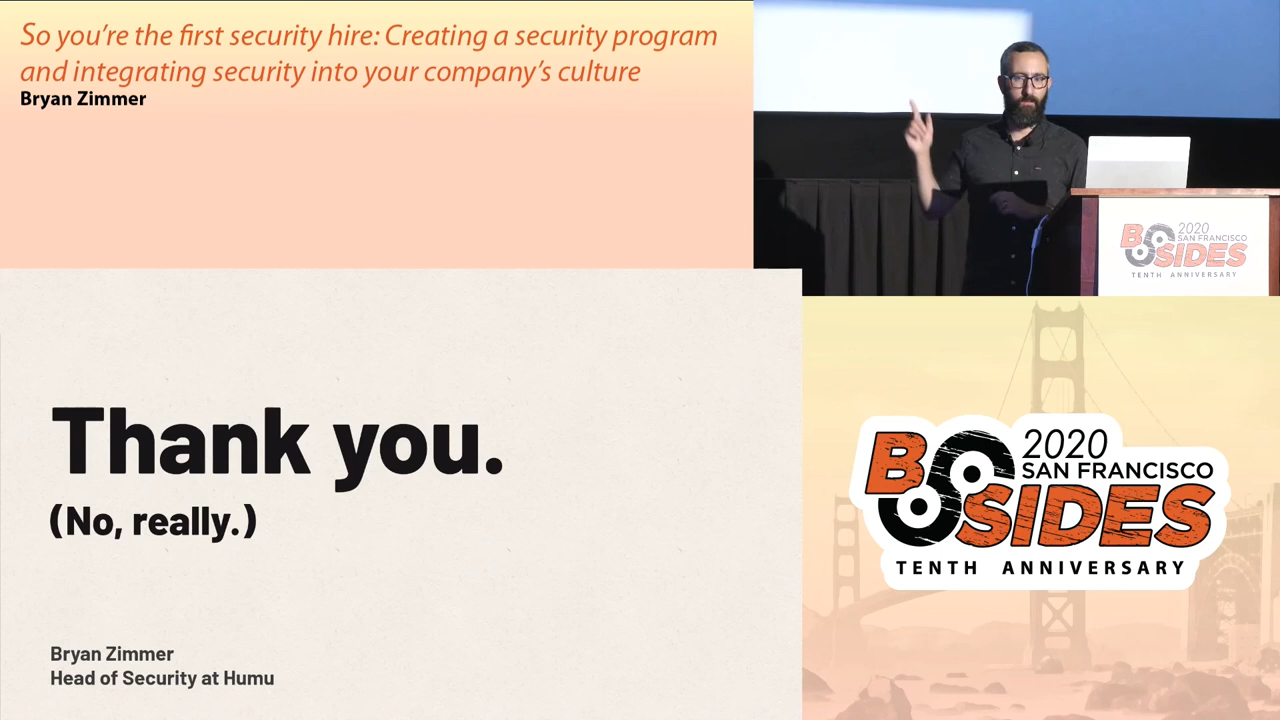 So you're the first security hire: Creating a security program
and integrating security into your company's culture
Bryan Zimmer
2020
SAN FRANCISCO
BSIDES
TENTH ANNIVERSARY
Thank you.
(No, really.)
Bryan Zimmer
Head of Security at Humu
2020
SAN FRANCISCO
BSIDES
TENTH ANNIVERSARY